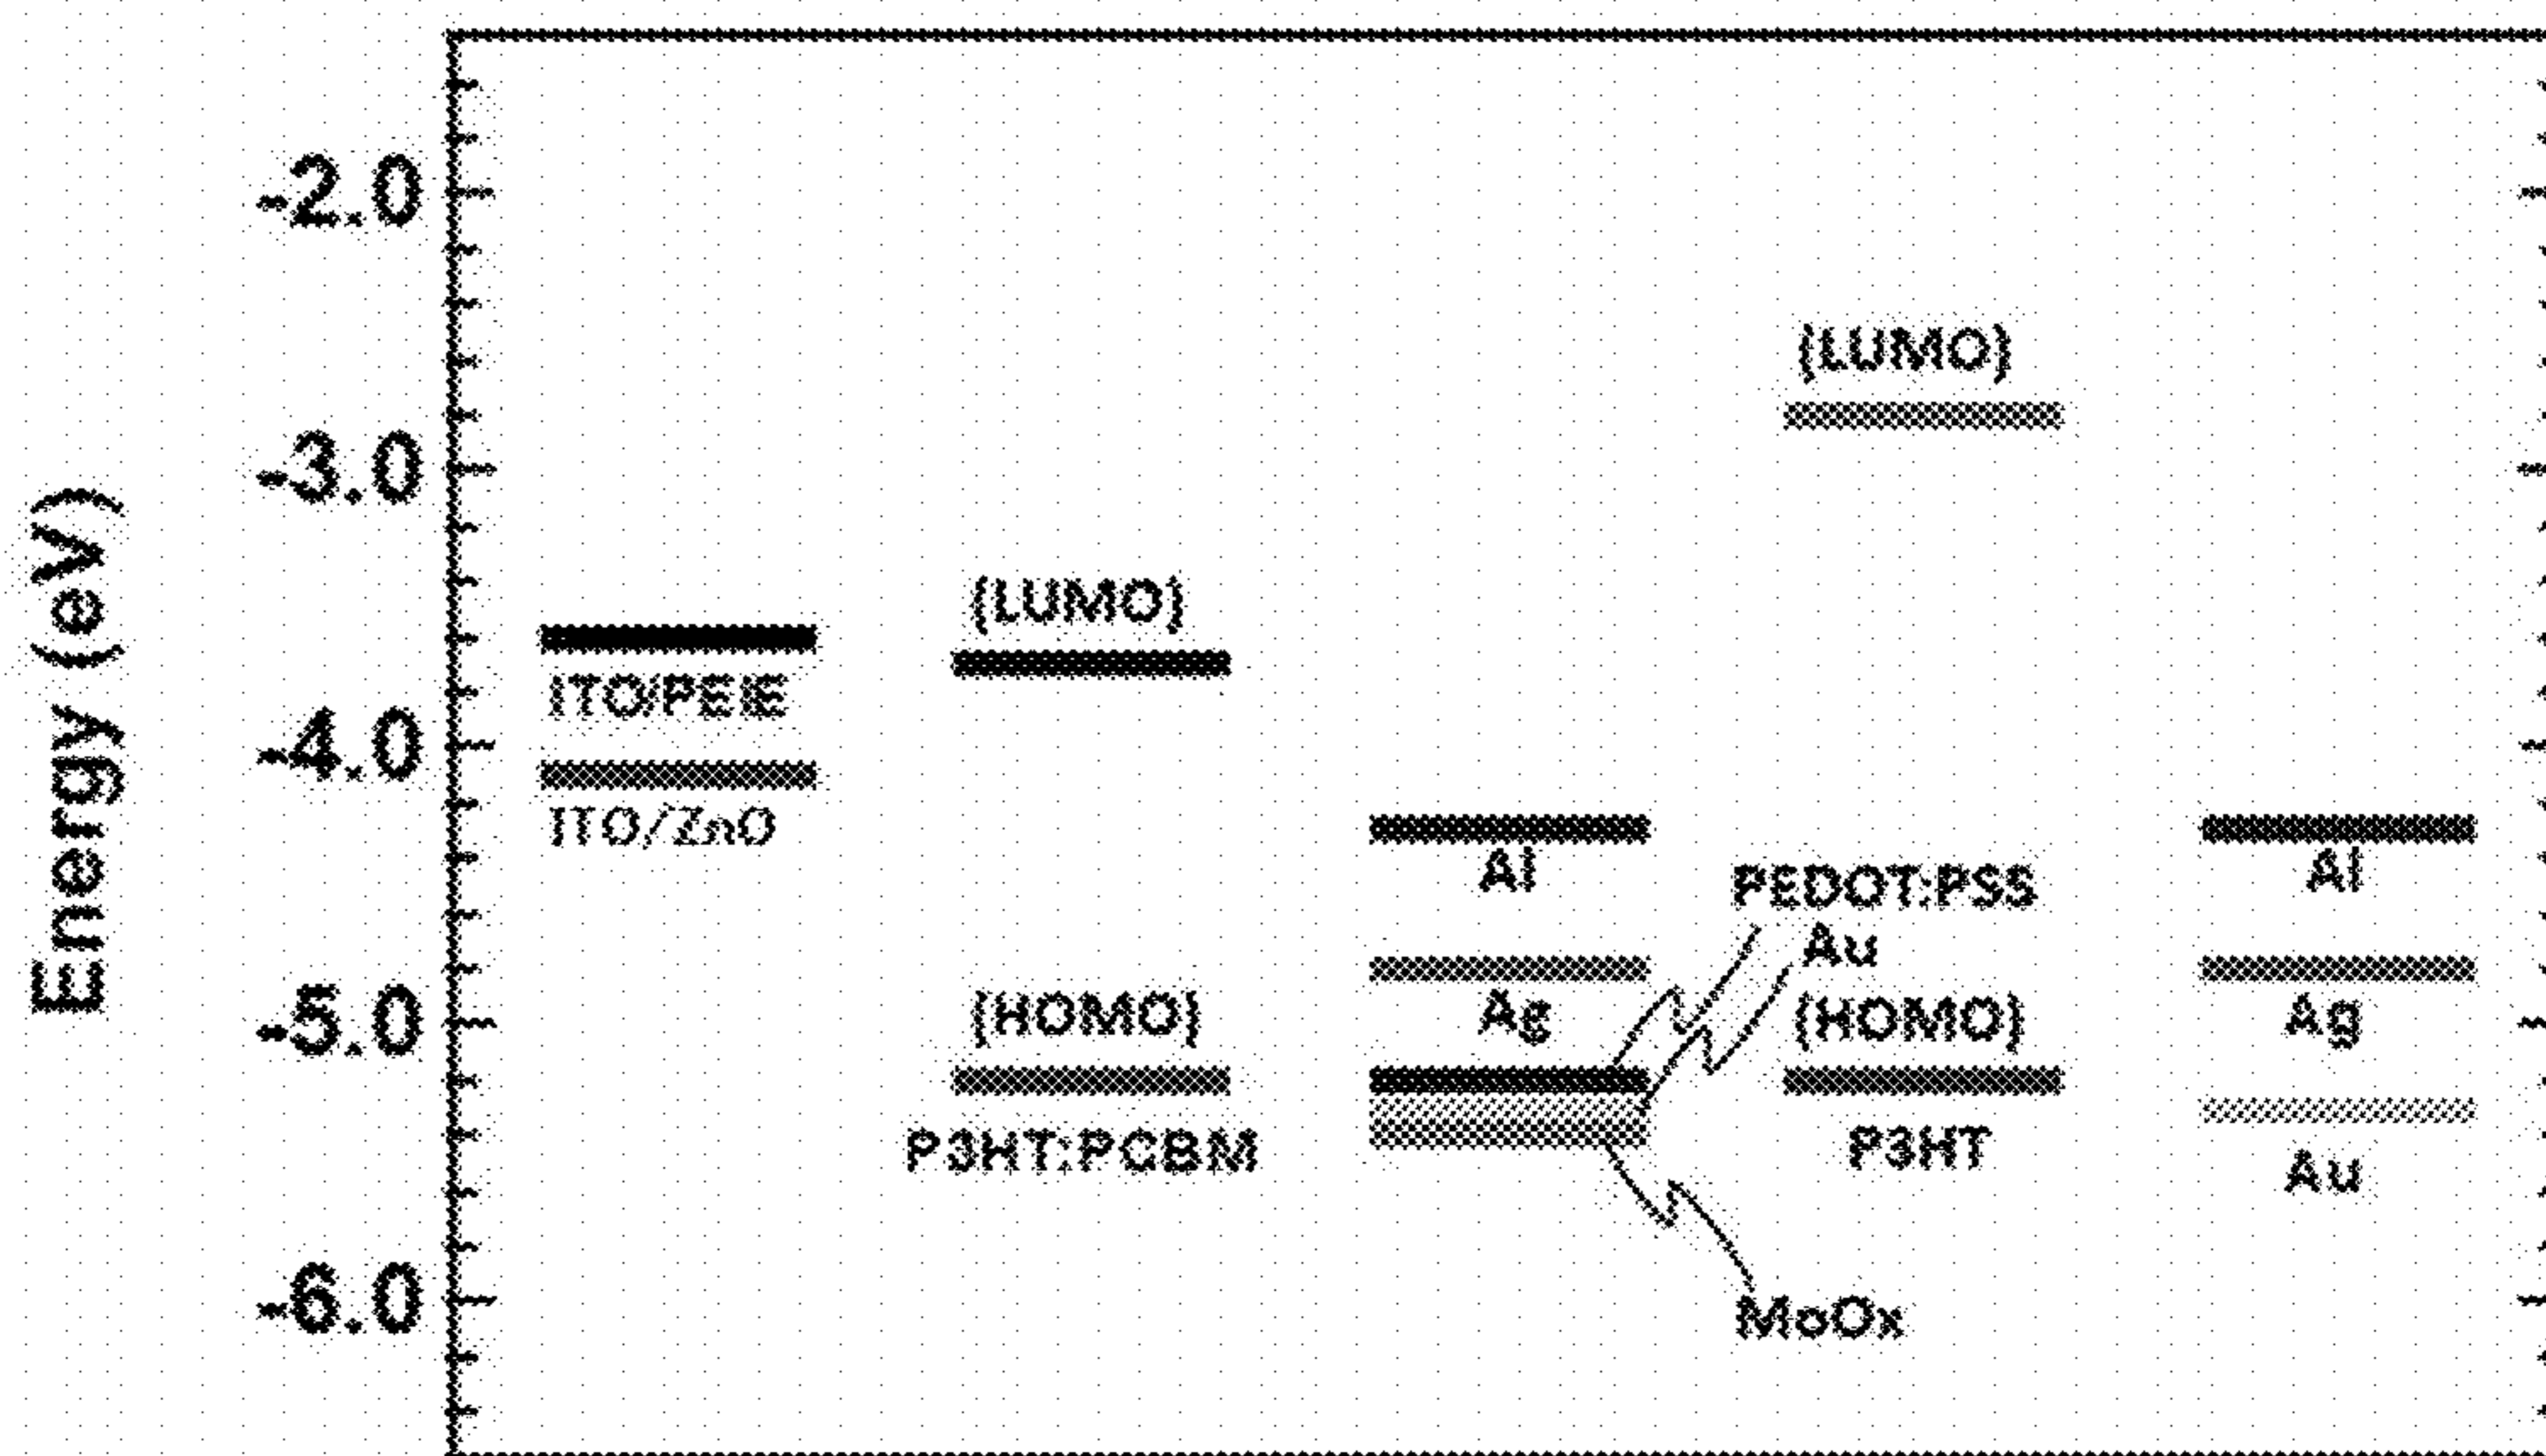 Energy (eV)
-2.0
-3.0
-4.0
-5.0
-6.0
ITO/PEIE
ITO/ZnO
(LUMO)
(HOMO)
P3HT:PCBM
Al
Ag
PEDOT:PSS
Au
MoOx
(LUMO)
(HOMO)
P3HT
Al
Ag
Au